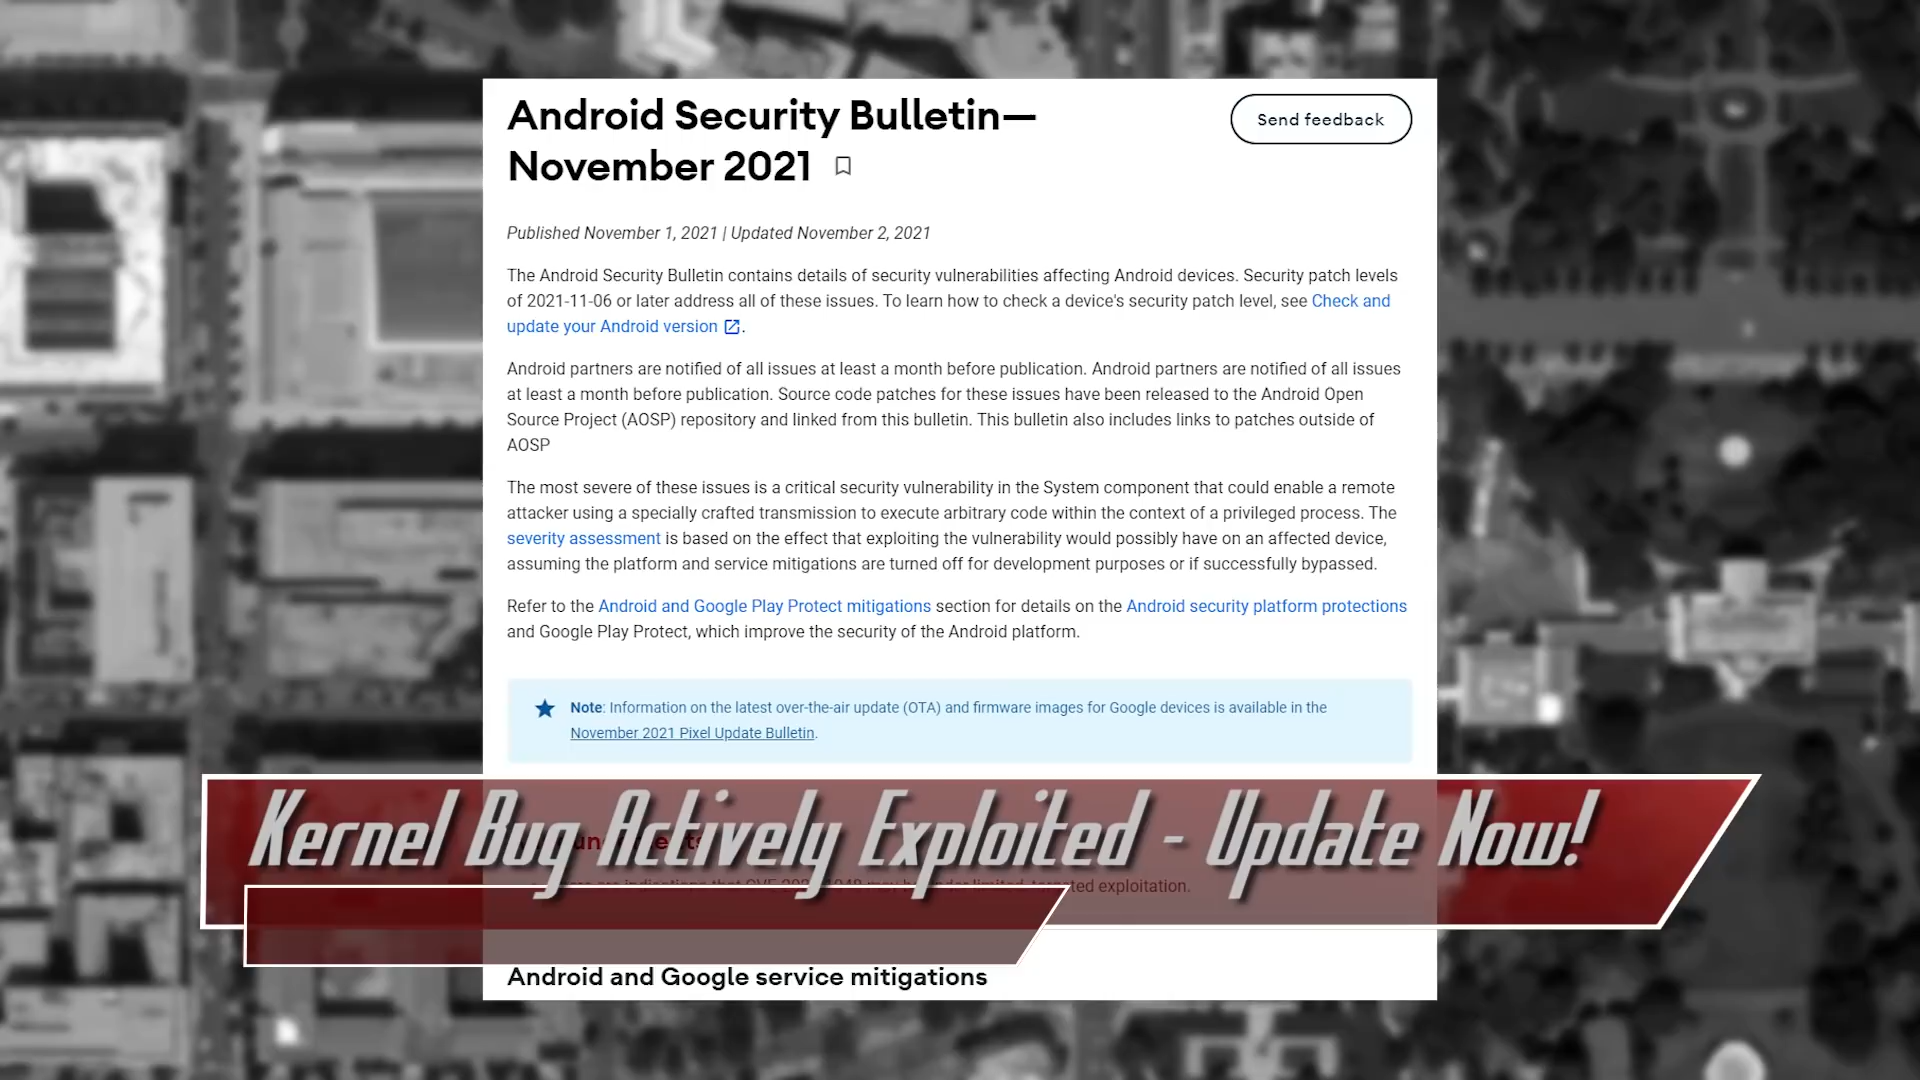 Android Security Bulletin—
November 2021
Send feedback
Published November 1, 2021 | Updated November 2, 2021
The Android Security Bulletin contains details of security vulnerabilities affecting Android devices. Security patch levels
of 2021-11-06 or later address all of these issues. To learn how to check a device's security patch level, see Check and
update your Android version.
Android partners are notified of all issues at least a month before publication. Android partners are notified of all issues
at least a month before publication. Source code patches for these issues have been released to the Android Open
Source Project (AOSP) repository and linked from this bulletin. This bulletin also includes links to patches outside of
AOSP
The most severe of these issues is a critical security vulnerability in the System component that could enable a remote
attacker using a specially crafted transmission to execute arbitrary code within the context of a privileged process. The
severity assessment is based on the effect that exploiting the vulnerability would possibly have on an affected device,
assuming the platform and service mitigations are turned off for development purposes or if successfully bypassed.
Refer to the Android and Google Play Protect mitigations section for details on the Android security platform protections
and Google Play Protect, which improve the security of the Android platform.
Note: Information on the latest over-the-air update (OTA) and firmware images for Google devices is available in the
November 2021 Pixel Update Bulletin.
Kernel Bug Actively Exploited - Update Now!
exploitation.
Android and Google service mitigations